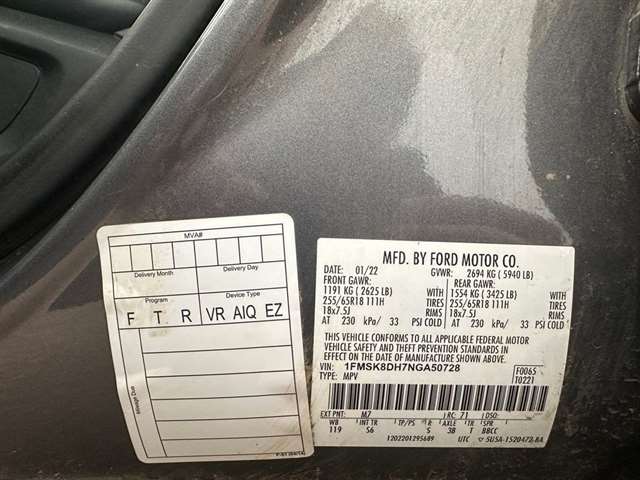 MVA#
Delivery Month
Delivery Day
Program
Device Type
F T R VR AIQ EZ
Mileage Due
MFD. BY FORD MOTOR CO.
DATE: 01/22 GVWR: 2694 KG ( 5940 LB)
FRONT GAWR: REAR GAWR:
1191 KG ( 2625 LB) WITH 1554 KG ( 3425 LB) WITH
255/65R18 111H TIRES 255/65R18 111H TIRES
18x7.5J RIMS 18x7.5J RIMS
AT 230 kPa/ 33 PSI COLD AT 230 kPa/ 33 PSI COLD
THIS VEHICLE CONFORMS TO ALL APPLICABLE FEDERAL MOTOR
VEHICLE SAFETY AND THEFT PREVENTION STANDARDS IN
EFFECT ON THE DATE OF MANUFACTURE SHOWN ABOVE.
VIN: 1FMSK8DH7NGA50728 F0065
TYPE: MPV T0221
EXT PNT: M7 RC: 71 DSO:
WB INT TR TP/PS R AXLE TR SPR
119 S6 S 38 T BBCC
1202201295689 UTC